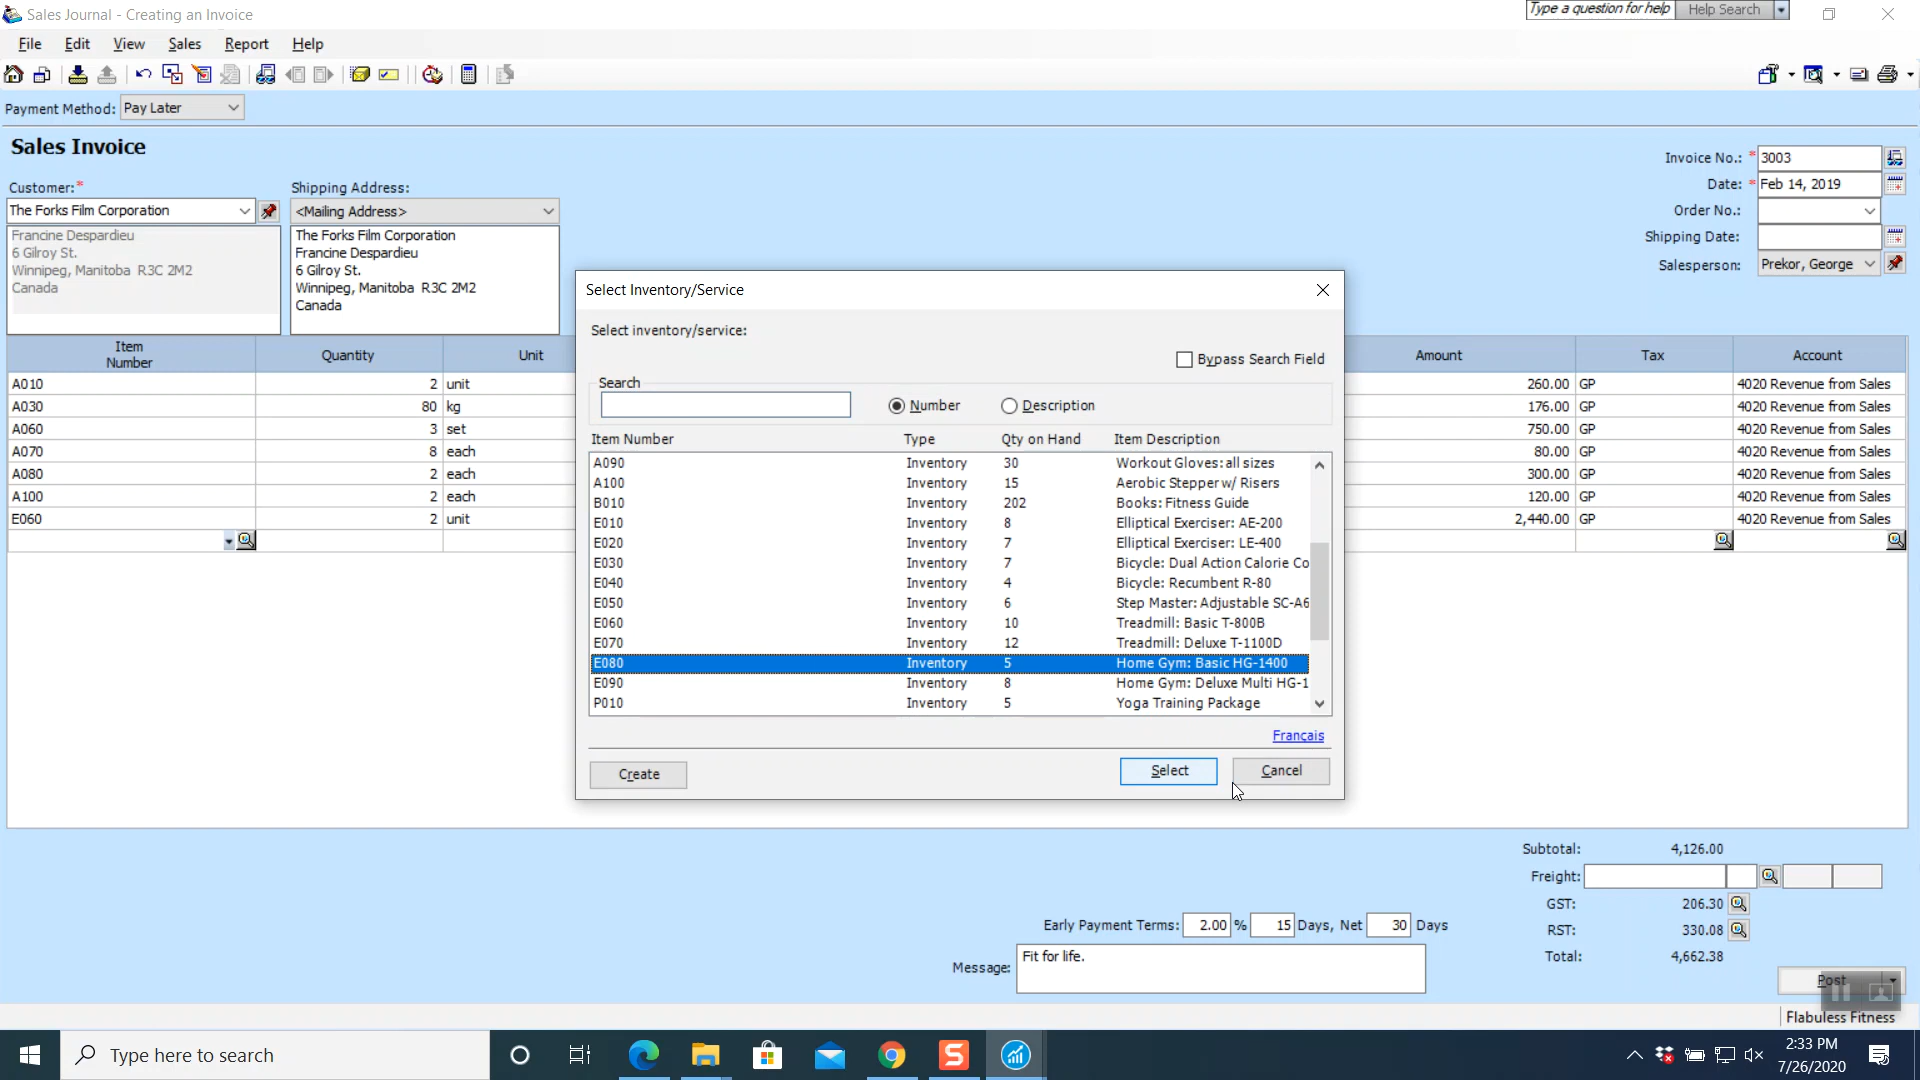 Sales Journal - Creating an Invoice
Type a question for help
Help Search
File Edit View Sales Report Help
Payment Method: Pay Later
Sales Invoice
Customer:* Shipping Address:
The Forks Film Corporation <Mailing Address>
Francine Despardieu
6 Gilroy St.
Winnipeg, Manitoba R3C 2M2
Canada
The Forks Film Corporation
Francine Despardieu
6 Gilroy St.
Winnipeg, Manitoba R3C 2M2
Canada
Invoice No.: * 3003
Date: * Feb 14, 2019
Order No.:
Shipping Date:
Salesperson: Prekor, George
Item Number Quantity Unit Amount Tax Account
A010 2 unit 260.00 GP 4020 Revenue from Sales
A030 80 kg 176.00 GP 4020 Revenue from Sales
A060 3 set 750.00 GP 4020 Revenue from Sales
A070 8 each 80.00 GP 4020 Revenue from Sales
A080 2 each 300.00 GP 4020 Revenue from Sales
A100 2 each 120.00 GP 4020 Revenue from Sales
E060 2 unit 2,440.00 GP 4020 Revenue from Sales
Select Inventory/Service
Select inventory/service:
Bypass Search Field
Search
Number Description
Item Number Type Qty on Hand Item Description
A090 Inventory 30 Workout Gloves: all sizes
A100 Inventory 15 Aerobic Stepper w/ Risers
B010 Inventory 202 Books: Fitness Guide
E010 Inventory 8 Elliptical Exerciser: AE-200
E020 Inventory 7 Elliptical Exerciser: LE-400
E030 Inventory 7 Bicycle: Dual Action Calorie Co
E040 Inventory 4 Bicycle: Recumbent R-80
E050 Inventory 6 Step Master: Adjustable SC-A6
E060 Inventory 10 Treadmill: Basic T-800B
E070 Inventory 12 Treadmill: Deluxe T-1100D
E080 Inventory 5 Home Gym: Basic HG-1400
E090 Inventory 8 Home Gym: Deluxe Multi HG-1
P010 Inventory 5 Yoga Training Package
Français
Create Select Cancel
Subtotal: 4,126.00
Freight:
GST: 206.30
RST: 330.08
Total: 4,662.38
Early Payment Terms: 2.00 % 15 Days, Net 30 Days
Message: Fit for life.
Post
Flabuless Fitness
Type here to search
2:33 PM
7/26/2020